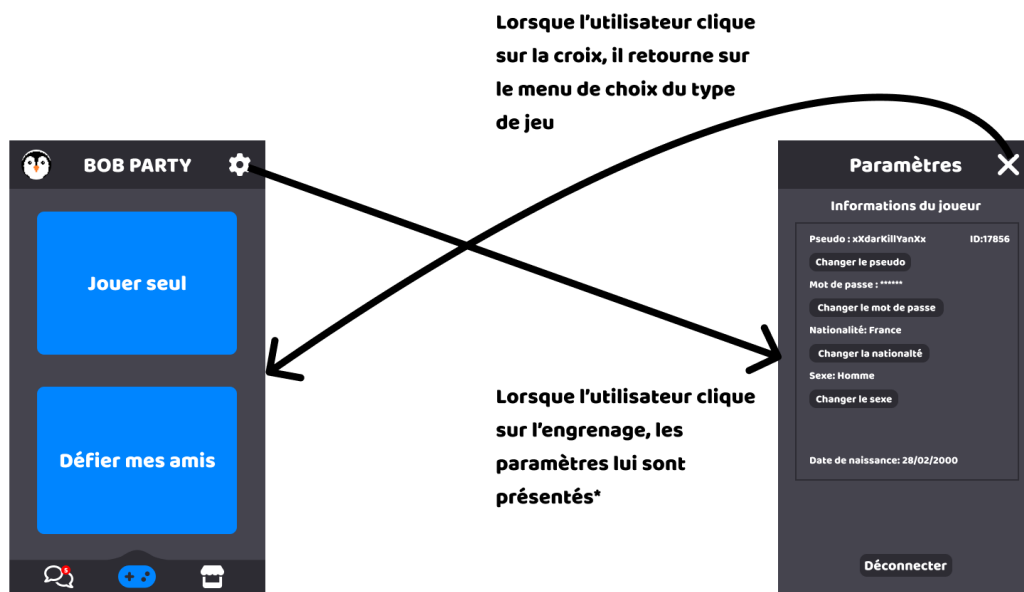 Lorsque l'utilisateur clique
sur la croix, il retourne sur
le menu de choix du type
de jeu
BOB PARTY
Jouer seul
Défier mes amis
5
Lorsque l'utilisateur clique
sur l'engrenage, les
paramètres lui sont
présentés*
Paramètres
Informations du joueur
Pseudo : xXdarKillYanXx ID:17856
Changer le pseudo
Mot de passe : ******
Changer le mot de passe
Nationalité: France
Changer la nationalté
Sexe: Homme
Changer le sexe
Date de naissance: 28/02/2000
Déconnecter